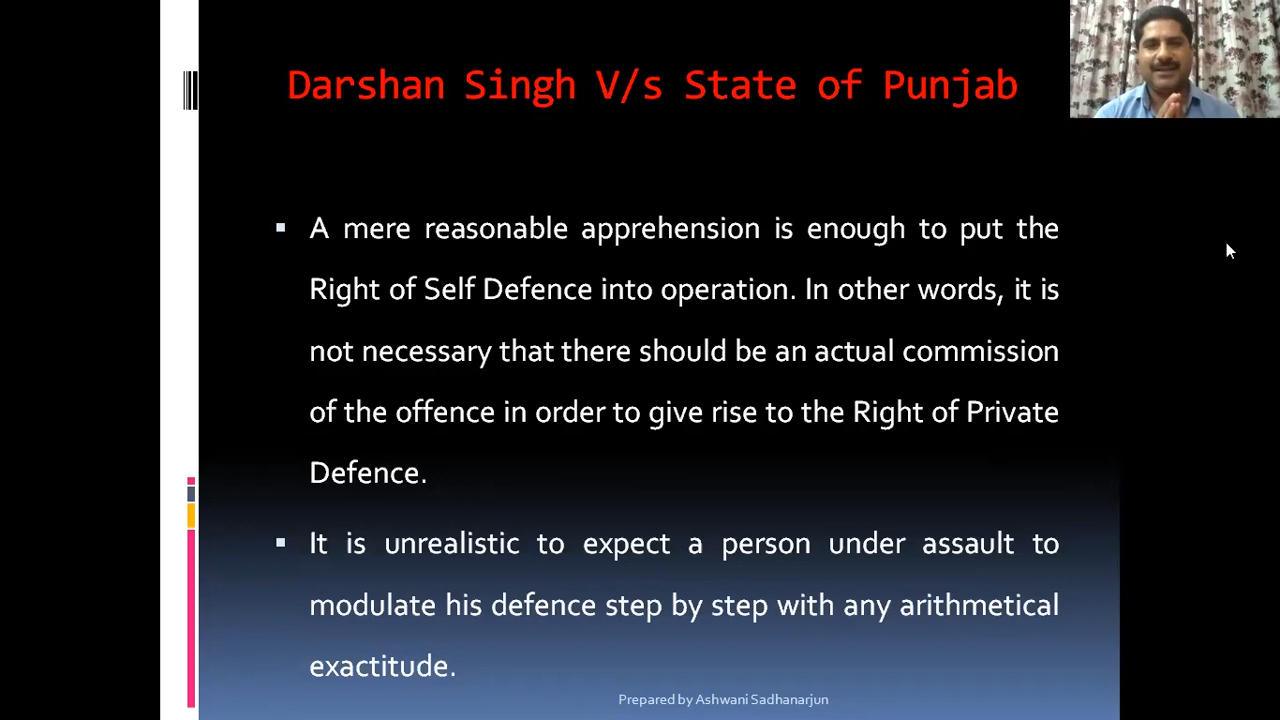 Darshan Singh V/s State of Punjab
A mere reasonable apprehension is enough to put the
Right of Self Defence into operation. In other words, it is
not necessary that there should be an actual commission
of the offence in order to give rise to the Right of Private
Defence.
It is unrealistic to expect a person under assault to
modulate his defence step by step with any arithmetical
exactitude.
Prepared by Ashwani Sadhanarjun